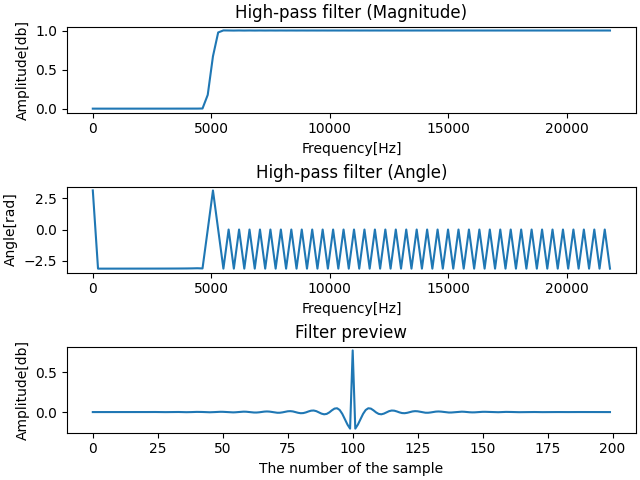 High-pass filter (Magnitude)
Amplitude[db]
1.0
0.5
0.0
0 5000 10000 15000 20000
Frequency[Hz]
High-pass filter (Angle)
Angle[rad]
2.5
0.0
−2.5
0 5000 10000 15000 20000
Frequency[Hz]
Filter preview
Amplitude[db]
0.5
0.0
0 25 50 75 100 125 150 175 200
The number of the sample